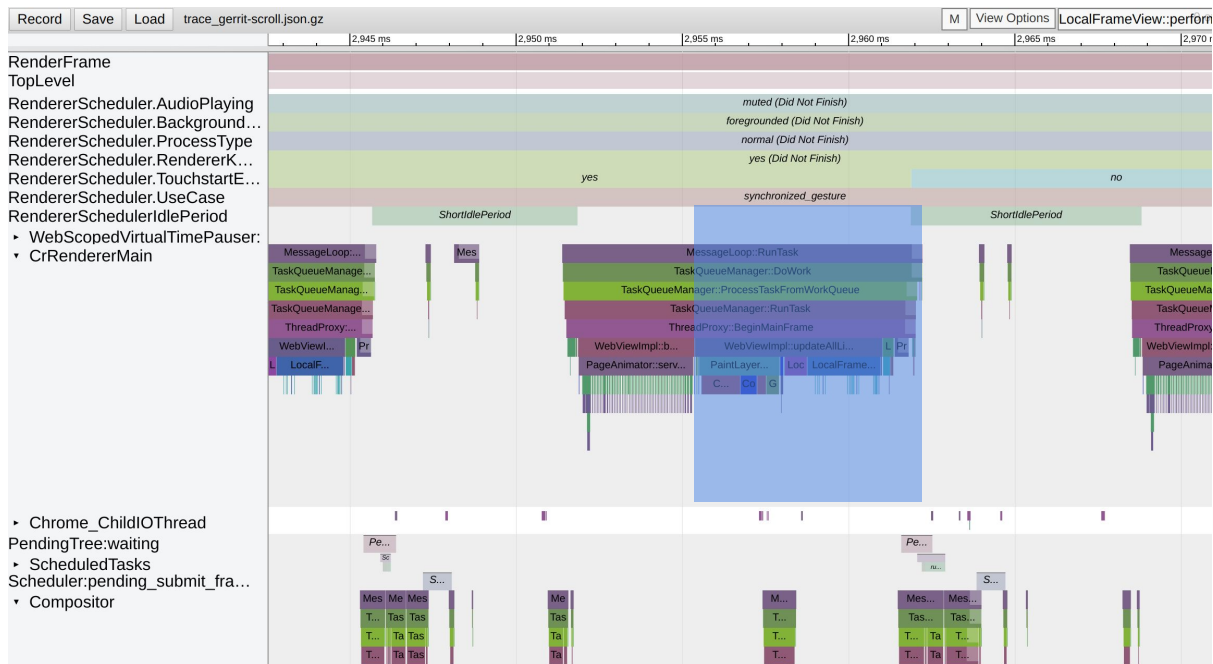 Record Save Load trace_gerrit-scroll.json.gz M View Options LocalFrameView::perform
2,945 ms 2,950 ms 2,955 ms 2,960 ms 2,965 ms 2,970 m
RenderFrame
TopLevel
RendererScheduler.AudioPlaying muted (Did Not Finish)
RendererScheduler.Background… foregrounded (Did Not Finish)
RendererScheduler.ProcessType normal (Did Not Finish)
RendererScheduler.RendererK… yes (Did Not Finish)
RendererScheduler.TouchstartE… yes no
RendererScheduler.UseCase synchronized_gesture
RendererSchedulerIdlePeriod ShortIdlePeriod ShortIdlePeriod
WebScopedVirtualTimePauser:
CrRendererMain MessageLoop:... Mes MessageLoop::RunTask Message
TaskQueueManage... TaskQueueManager::DoWork TaskQueueM
TaskQueueManag... TaskQueueManager::ProcessTaskFromWorkQueue TaskQueueMa
TaskQueueManage... TaskQueueManager::RunTask TaskQueueM
ThreadProxy:... ThreadProxy::BeginMainFrame ThreadProxy
WebViewI... Pr WebViewImpl::b... WebViewImpl::updateAllLi... L Pr WebViewImpl:
L LocalF... PageAnimator::serv... PaintLayer... Loc LocalFrame... PageAnima
C... Co G
Chrome_ChildIOThread
PendingTree:waiting Pe... Pe...
ScheduledTasks Sc ru...
Scheduler:pending_submit_fra… S... S...
Compositor Mes Me Mes Me M... Mes... Mes...
T... Tas Tas T... Tas... Tas...
T... Ta Tas Ta T... T... Ta T...
T... Ta Tas Ta T... T... Ta T...